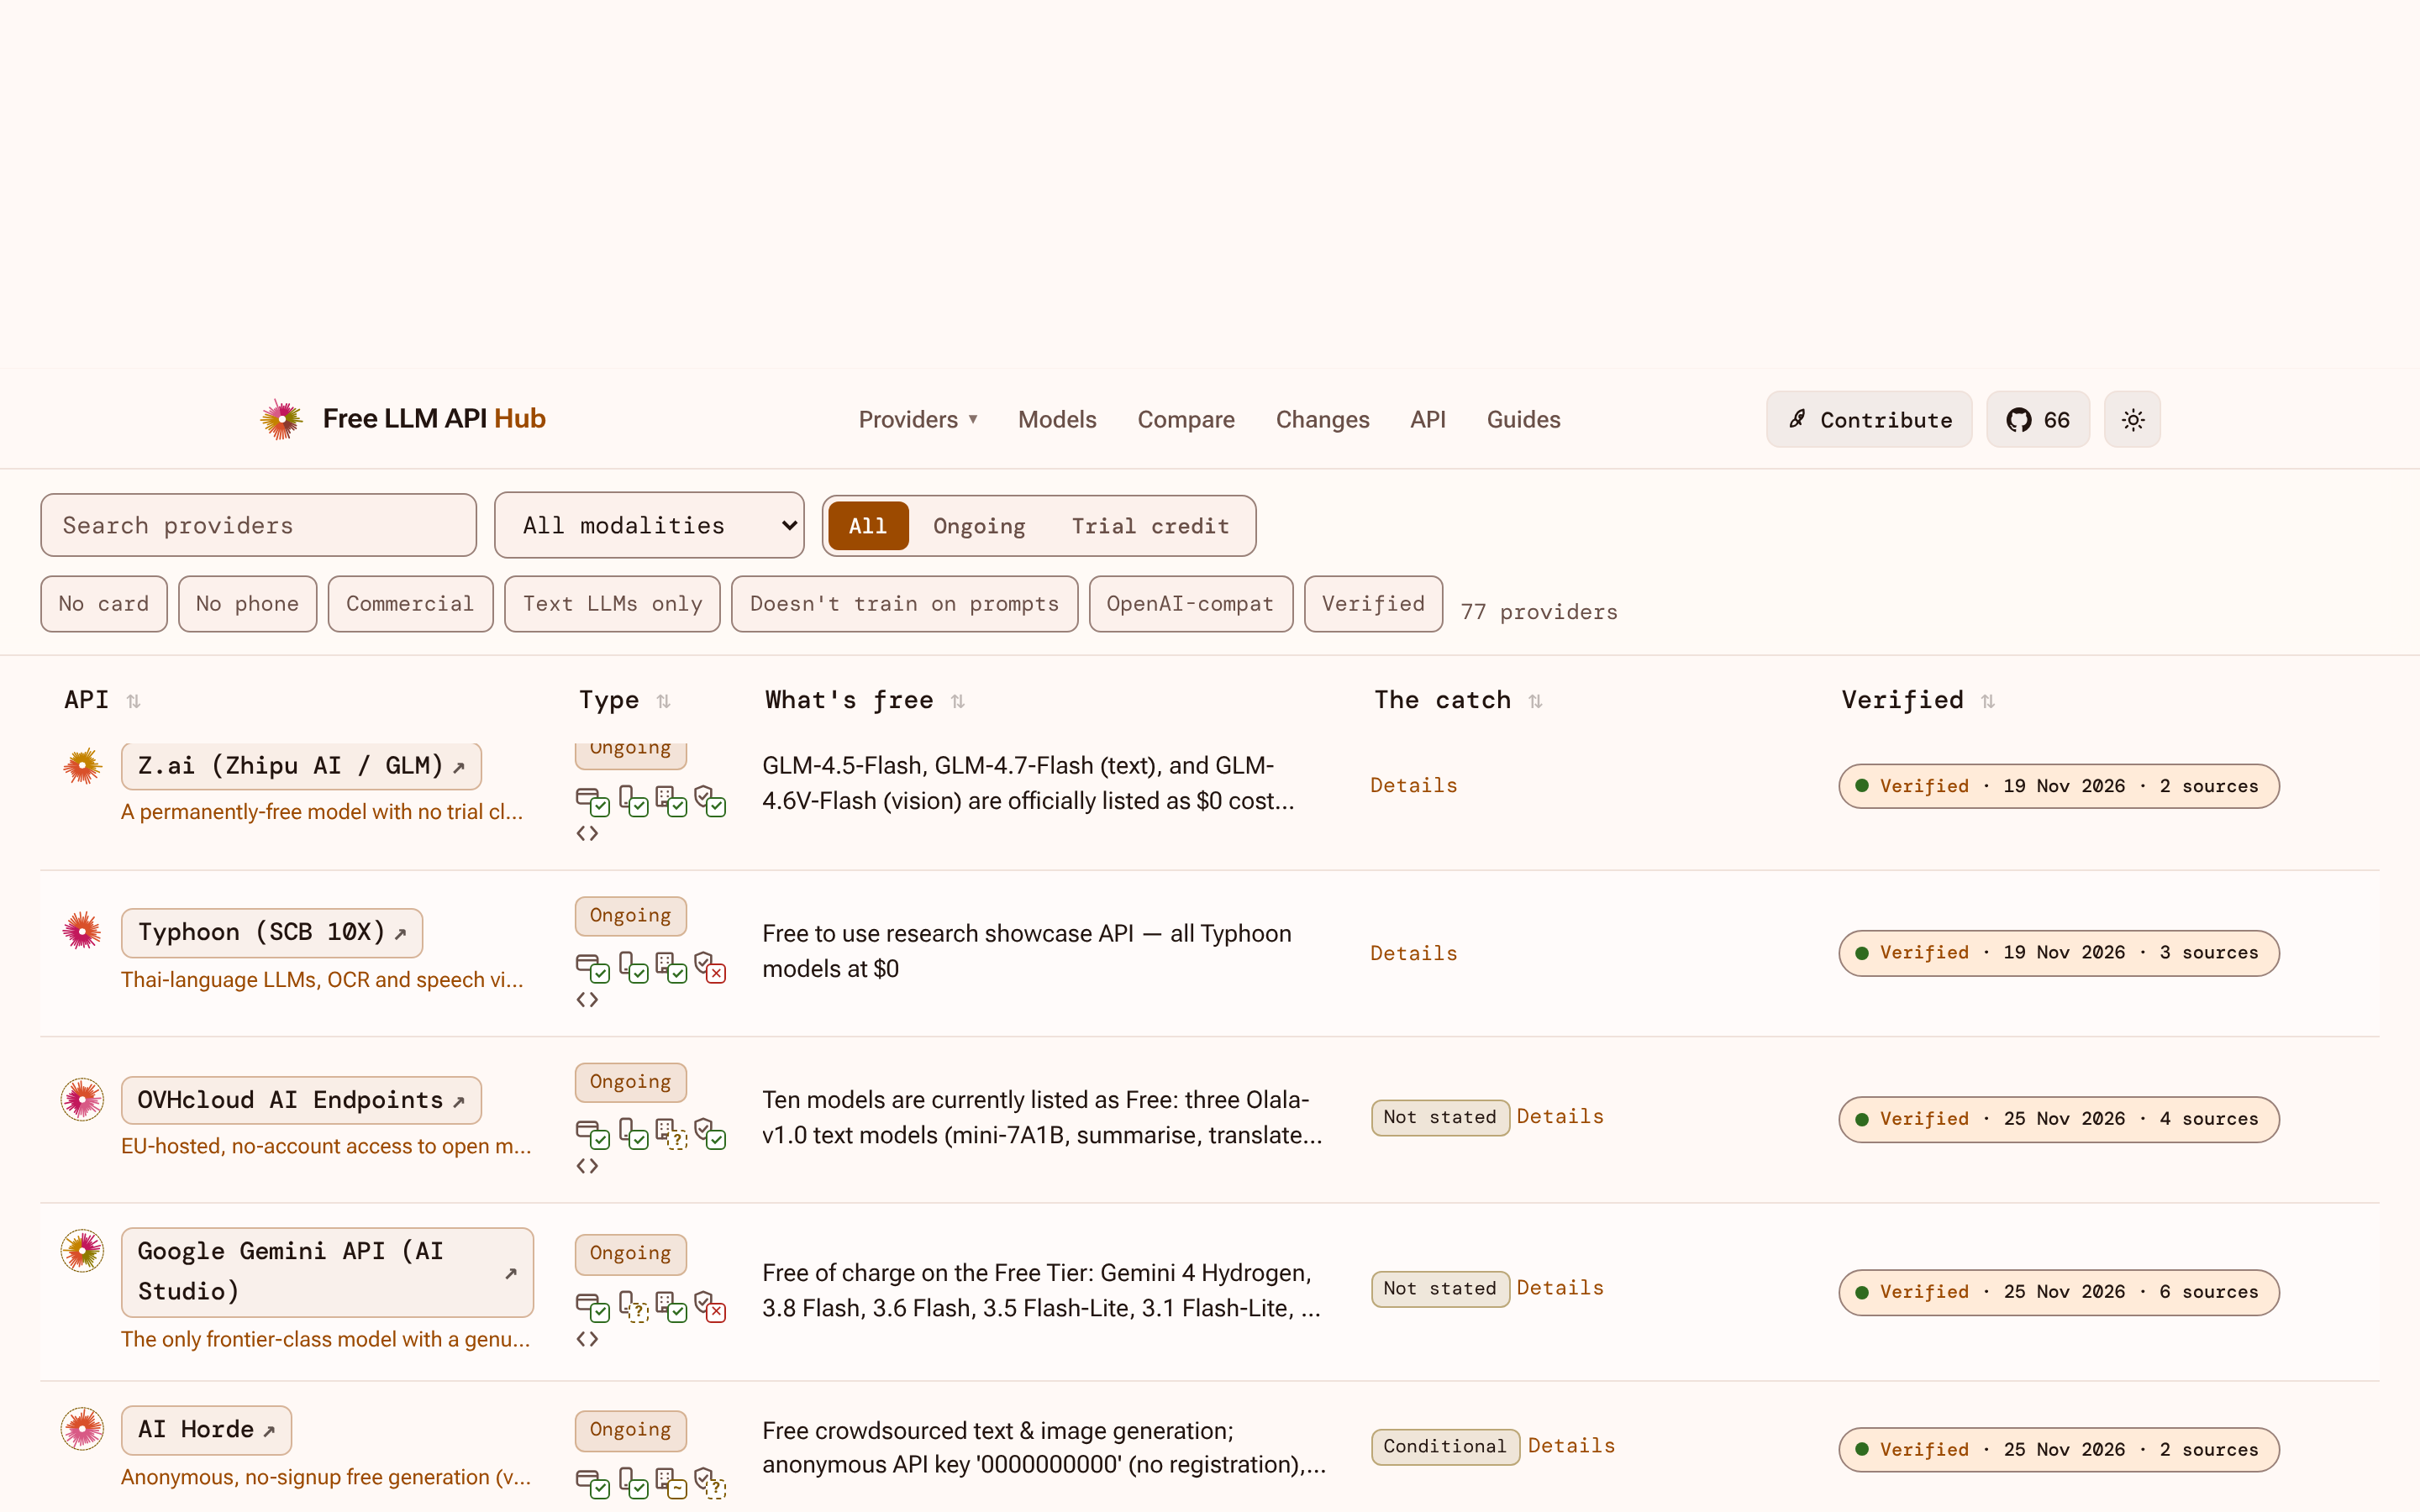 Free LLM API Hub
Providers ▾ Models Compare Changes API Guides
Contribute 66
Search providers All modalities All Ongoing Trial credit
No card No phone Commercial Text LLMs only Doesn't train on prompts OpenAI-compat Verified 77 providers
API ⇅ Type ⇅ What's free ⇅ The catch ⇅ Verified ⇅
Z.ai (Zhipu AI / GLM) ↗
A permanently-free model with no trial cl...
Ongoing
GLM-4.5-Flash, GLM-4.7-Flash (text), and GLM-
4.6V-Flash (vision) are officially listed as $0 cost...
Details
Verified · 19 Nov 2026 · 2 sources
Typhoon (SCB 10X) ↗
Thai-language LLMs, OCR and speech vi...
Ongoing
Free to use research showcase API — all Typhoon
models at $0
Details
Verified · 19 Nov 2026 · 3 sources
OVHcloud AI Endpoints ↗
EU-hosted, no-account access to open m...
Ongoing
Ten models are currently listed as Free: three Olala-
v1.0 text models (mini-7A1B, summarise, translate...
Not stated Details
Verified · 25 Nov 2026 · 4 sources
Google Gemini API (AI
Studio) ↗
The only frontier-class model with a genu...
Ongoing
Free of charge on the Free Tier: Gemini 4 Hydrogen,
3.8 Flash, 3.6 Flash, 3.5 Flash-Lite, 3.1 Flash-Lite, ...
Not stated Details
Verified · 25 Nov 2026 · 6 sources
AI Horde ↗
Anonymous, no-signup free generation (v...
Ongoing
Free crowdsourced text & image generation;
anonymous API key '0000000000' (no registration),...
Conditional Details
Verified · 25 Nov 2026 · 2 sources